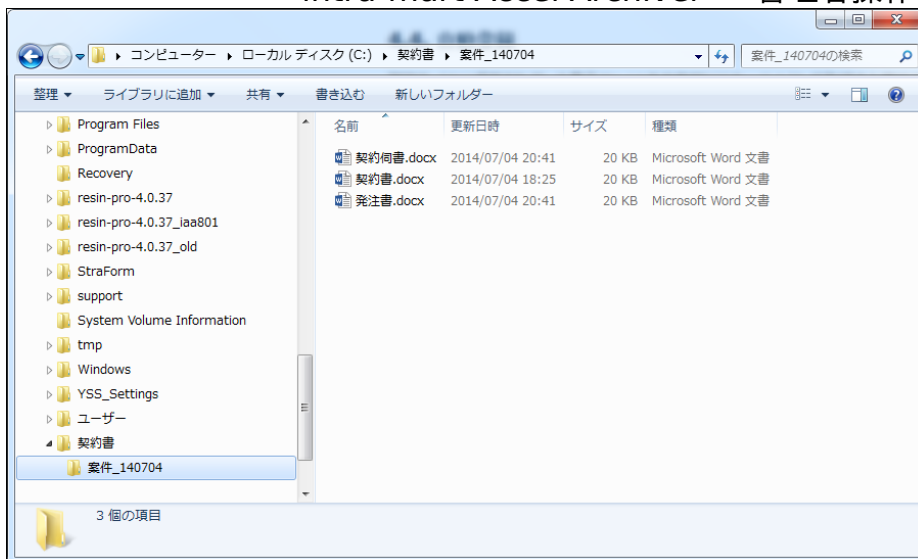 コンピューター ▸ ローカル ディスク (C:) ▸ 契約書 ▸ 案件_140704
案件_140704の検索
整理 ライブラリに追加 共有 書き込む 新しいフォルダー
名前 更新日時 サイズ 種類
契約伺書.docx 2014/07/04 20:41 20 KB Microsoft Word 文書
契約書.docx 2014/07/04 18:25 20 KB Microsoft Word 文書
発注書.docx 2014/07/04 20:41 20 KB Microsoft Word 文書
Program Files
ProgramData
Recovery
resin-pro-4.0.37
resin-pro-4.0.37_iaa801
resin-pro-4.0.37_old
StraForm
support
System Volume Information
tmp
Windows
YSS_Settings
ユーザー
契約書
案件_140704
3 個の項目